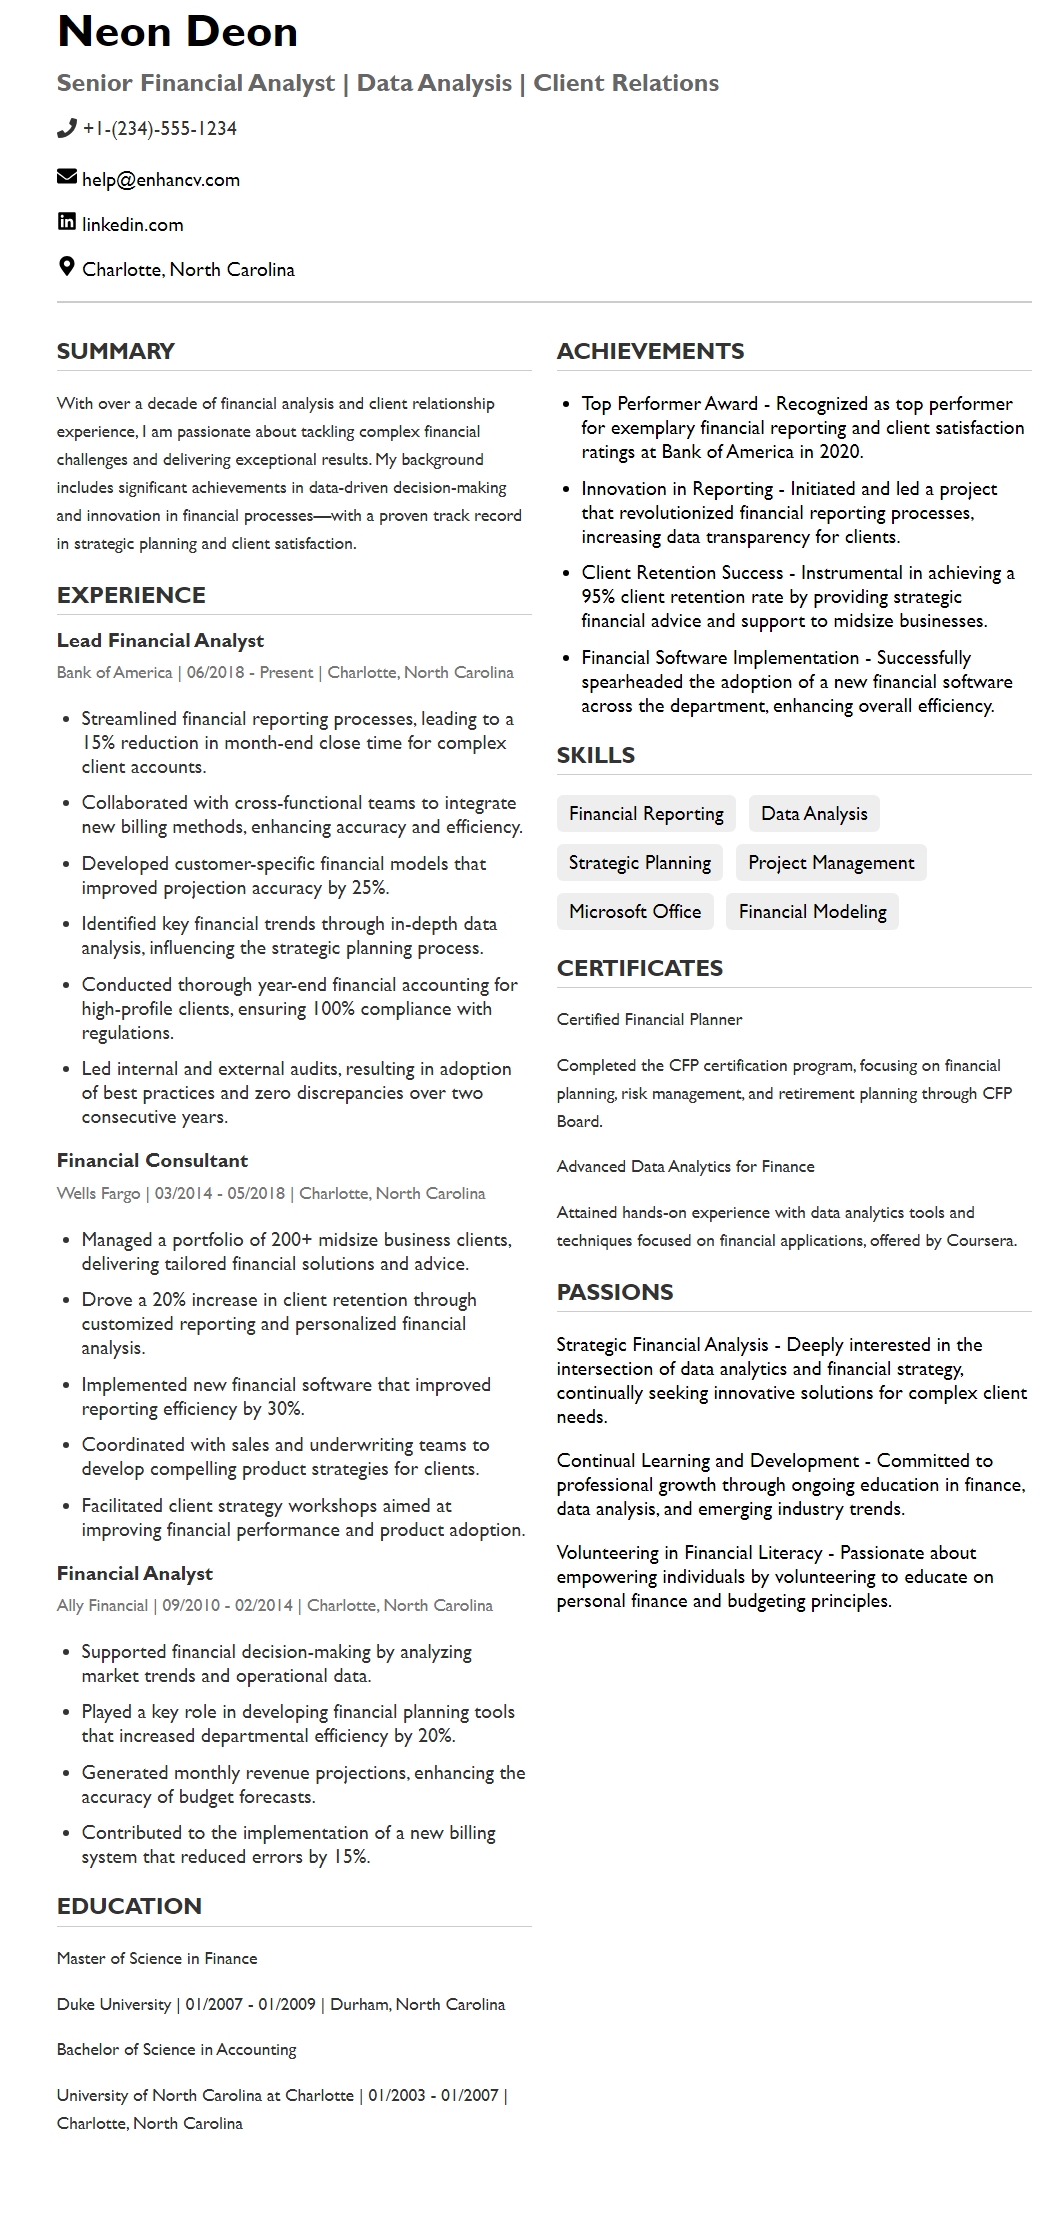 Neon Deon
Senior Financial Analyst | Data Analysis | Client Relations
+1-(234)-555-1234
help@enhancv.com
linkedin.com
Charlotte, North Carolina
SUMMARY
With over a decade of financial analysis and client relationship
experience, I am passionate about tackling complex financial
challenges and delivering exceptional results. My background
includes significant achievements in data-driven decision-making
and innovation in financial processes—with a proven track record
in strategic planning and client satisfaction.
EXPERIENCE
Lead Financial Analyst
Bank of America | 06/2018 - Present | Charlotte, North Carolina
• Streamlined financial reporting processes, leading to a
15% reduction in month-end close time for complex
client accounts.
• Collaborated with cross-functional teams to integrate
new billing methods, enhancing accuracy and efficiency.
• Developed customer-specific financial models that
improved projection accuracy by 25%.
• Identified key financial trends through in-depth data
analysis, influencing the strategic planning process.
• Conducted thorough year-end financial accounting for
high-profile clients, ensuring 100% compliance with
regulations.
• Led internal and external audits, resulting in adoption
of best practices and zero discrepancies over two
consecutive years.
Financial Consultant
Wells Fargo | 03/2014 - 05/2018 | Charlotte, North Carolina
• Managed a portfolio of 200+ midsize business clients,
delivering tailored financial solutions and advice.
• Drove a 20% increase in client retention through
customized reporting and personalized financial
analysis.
• Implemented new financial software that improved
reporting efficiency by 30%.
• Coordinated with sales and underwriting teams to
develop compelling product strategies for clients.
• Facilitated client strategy workshops aimed at
improving financial performance and product adoption.
Financial Analyst
Ally Financial | 09/2010 - 02/2014 | Charlotte, North Carolina
• Supported financial decision-making by analyzing
market trends and operational data.
• Played a key role in developing financial planning tools
that increased departmental efficiency by 20%.
• Generated monthly revenue projections, enhancing the
accuracy of budget forecasts.
• Contributed to the implementation of a new billing
system that reduced errors by 15%.
EDUCATION
Master of Science in Finance
Duke University | 01/2007 - 01/2009 | Durham, North Carolina
Bachelor of Science in Accounting
University of North Carolina at Charlotte | 01/2003 - 01/2007 |
Charlotte, North Carolina
ACHIEVEMENTS
• Top Performer Award - Recognized as top performer
for exemplary financial reporting and client satisfaction
ratings at Bank of America in 2020.
• Innovation in Reporting - Initiated and led a project
that revolutionized financial reporting processes,
increasing data transparency for clients.
• Client Retention Success - Instrumental in achieving a
95% client retention rate by providing strategic
financial advice and support to midsize businesses.
• Financial Software Implementation - Successfully
spearheaded the adoption of a new financial software
across the department, enhancing overall efficiency.
SKILLS
Financial Reporting Data Analysis
Strategic Planning Project Management
Microsoft Office Financial Modeling
CERTIFICATES
Certified Financial Planner
Completed the CFP certification program, focusing on financial
planning, risk management, and retirement planning through CFP
Board.
Advanced Data Analytics for Finance
Attained hands-on experience with data analytics tools and
techniques focused on financial applications, offered by Coursera.
PASSIONS
Strategic Financial Analysis - Deeply interested in the
intersection of data analytics and financial strategy,
continually seeking innovative solutions for complex client
needs.
Continual Learning and Development - Committed to
professional growth through ongoing education in finance,
data analysis, and emerging industry trends.
Volunteering in Financial Literacy - Passionate about
empowering individuals by volunteering to educate on
personal finance and budgeting principles.